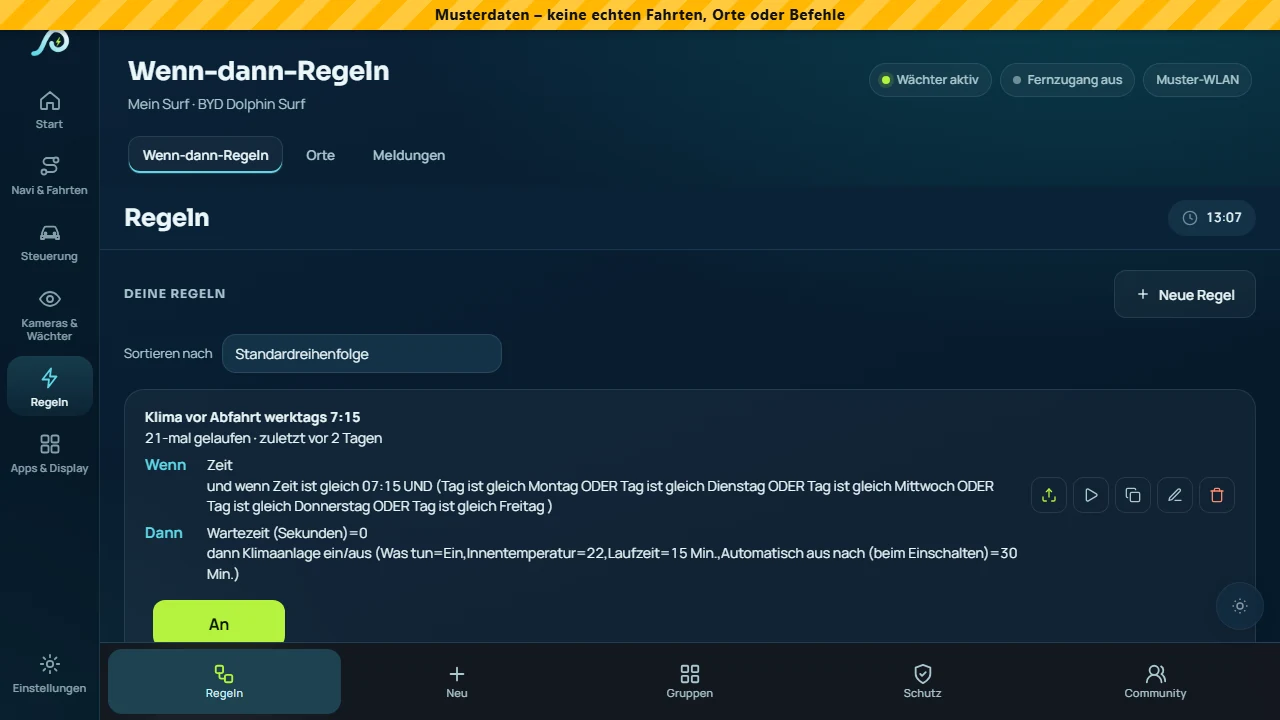 Musterdaten – keine echten Fahrten, Orte oder Befehle
Wenn-dann-Regeln
Mein Surf · BYD Dolphin Surf
Wächter aktiv
Fernzugang aus
Muster-WLAN
Wenn-dann-Regeln
Orte
Meldungen
Start
Navi & Fahrten
Steuerung
Kameras &
Wächter
Regeln
Apps & Display
Einstellungen
Regeln
13:07
DEINE REGELN
+ Neue Regel
Sortieren nach
Standardreihenfolge
Klima vor Abfahrt werktags 7:15
21-mal gelaufen · zuletzt vor 2 Tagen
Wenn
Zeit
und wenn Zeit ist gleich 07:15 UND (Tag ist gleich Montag ODER Tag ist gleich Dienstag ODER Tag ist gleich Mittwoch ODER
Tag ist gleich Donnerstag ODER Tag ist gleich Freitag )
Dann
Wartezeit (Sekunden)=0
dann Klimaanlage ein/aus (Was tun=Ein,Innentemperatur=22,Laufzeit=15 Min.,Automatisch aus nach (beim Einschalten)=30
Min.)
An
Regeln
Neu
Gruppen
Schutz
Community